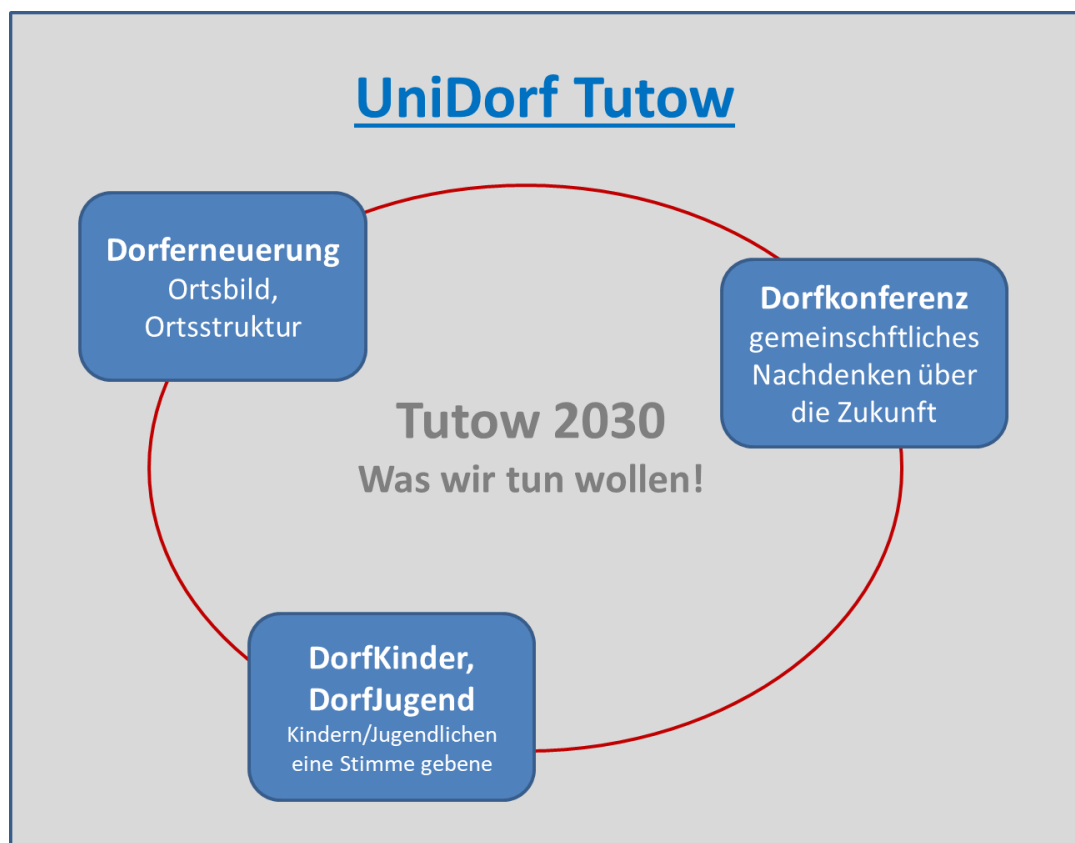 UniDorf Tutow
Dorferneuerung
Ortsbild,
Ortsstruktur
Dorfkonferenz
gemeinschftliches
Nachdenken über
die Zukunft
Tutow 2030
Was wir tun wollen!
DorfKinder,
DorfJugend
Kindern/Jugendlichen
eine Stimme gebene